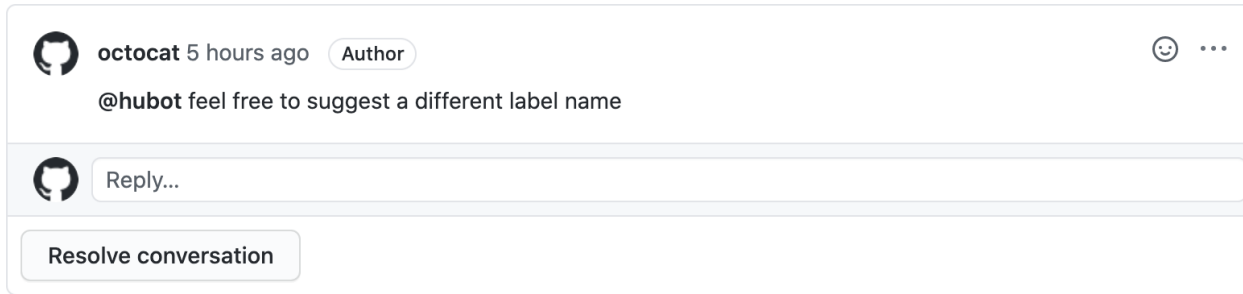 octocat 5 hours ago Author
@hubot feel free to suggest a different label name
Reply...
Resolve conversation